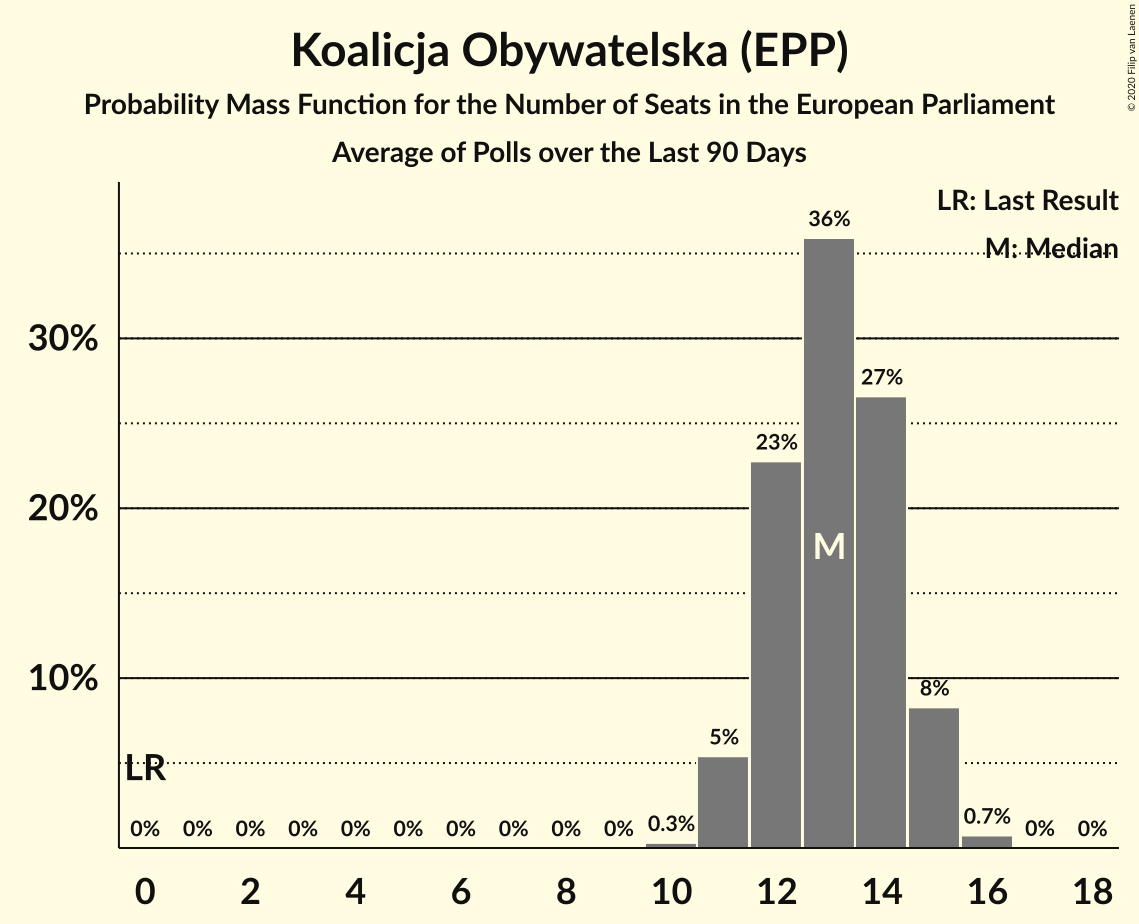 Koalicja Obywatelska (EPP)
Probability Mass Function for the Number of Seats in the European Parliament
Average of Polls over the Last 90 Days
© 2020 Filip van Laenen
LR: Last Result
M: Median
36%
30%
27%
23%
20%
M
10%
8%
5%
LR
0% 0% 0% 0% 0% 0% 0% 0% 0% 0% 0.3% 0.7% 0% 0%
0 2 4 6 8 10 12 14 16 18